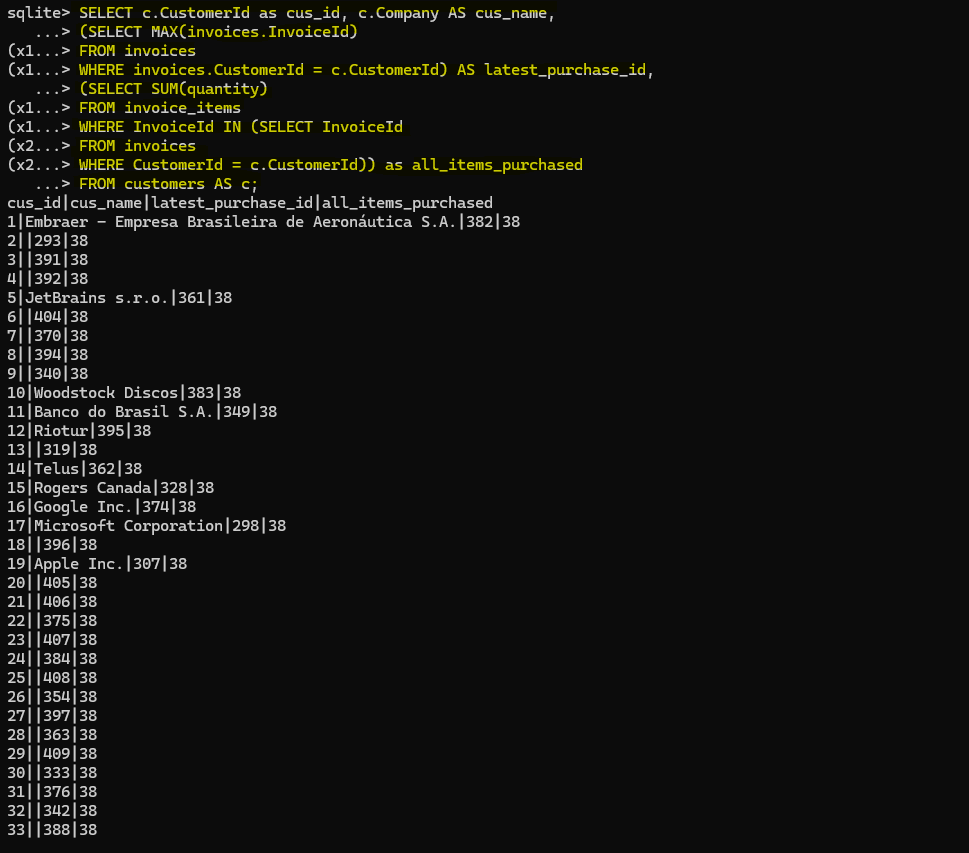 sqlite> SELECT c.CustomerId as cus_id, c.Company AS cus_name,
   ...> (SELECT MAX(invoices.InvoiceId)
(x1...> FROM invoices
(x1...> WHERE invoices.CustomerId = c.CustomerId) AS latest_purchase_id,
   ...> (SELECT SUM(quantity)
(x1...> FROM invoice_items
(x1...> WHERE InvoiceId IN (SELECT InvoiceId
(x2...> FROM invoices
(x2...> WHERE CustomerId = c.CustomerId)) as all_items_purchased
   ...> FROM customers AS c;
cus_id|cus_name|latest_purchase_id|all_items_purchased
1|Embraer - Empresa Brasileira de Aeronáutica S.A.|382|38
2||293|38
3||391|38
4||392|38
5|JetBrains s.r.o.|361|38
6||404|38
7||370|38
8||394|38
9||340|38
10|Woodstock Discos|383|38
11|Banco do Brasil S.A.|349|38
12|Riotur|395|38
13||319|38
14|Telus|362|38
15|Rogers Canada|328|38
16|Google Inc.|374|38
17|Microsoft Corporation|298|38
18||396|38
19|Apple Inc.|307|38
20||405|38
21||406|38
22||375|38
23||407|38
24||384|38
25||408|38
26||354|38
27||397|38
28||363|38
29||409|38
30||333|38
31||376|38
32||342|38
33||388|38